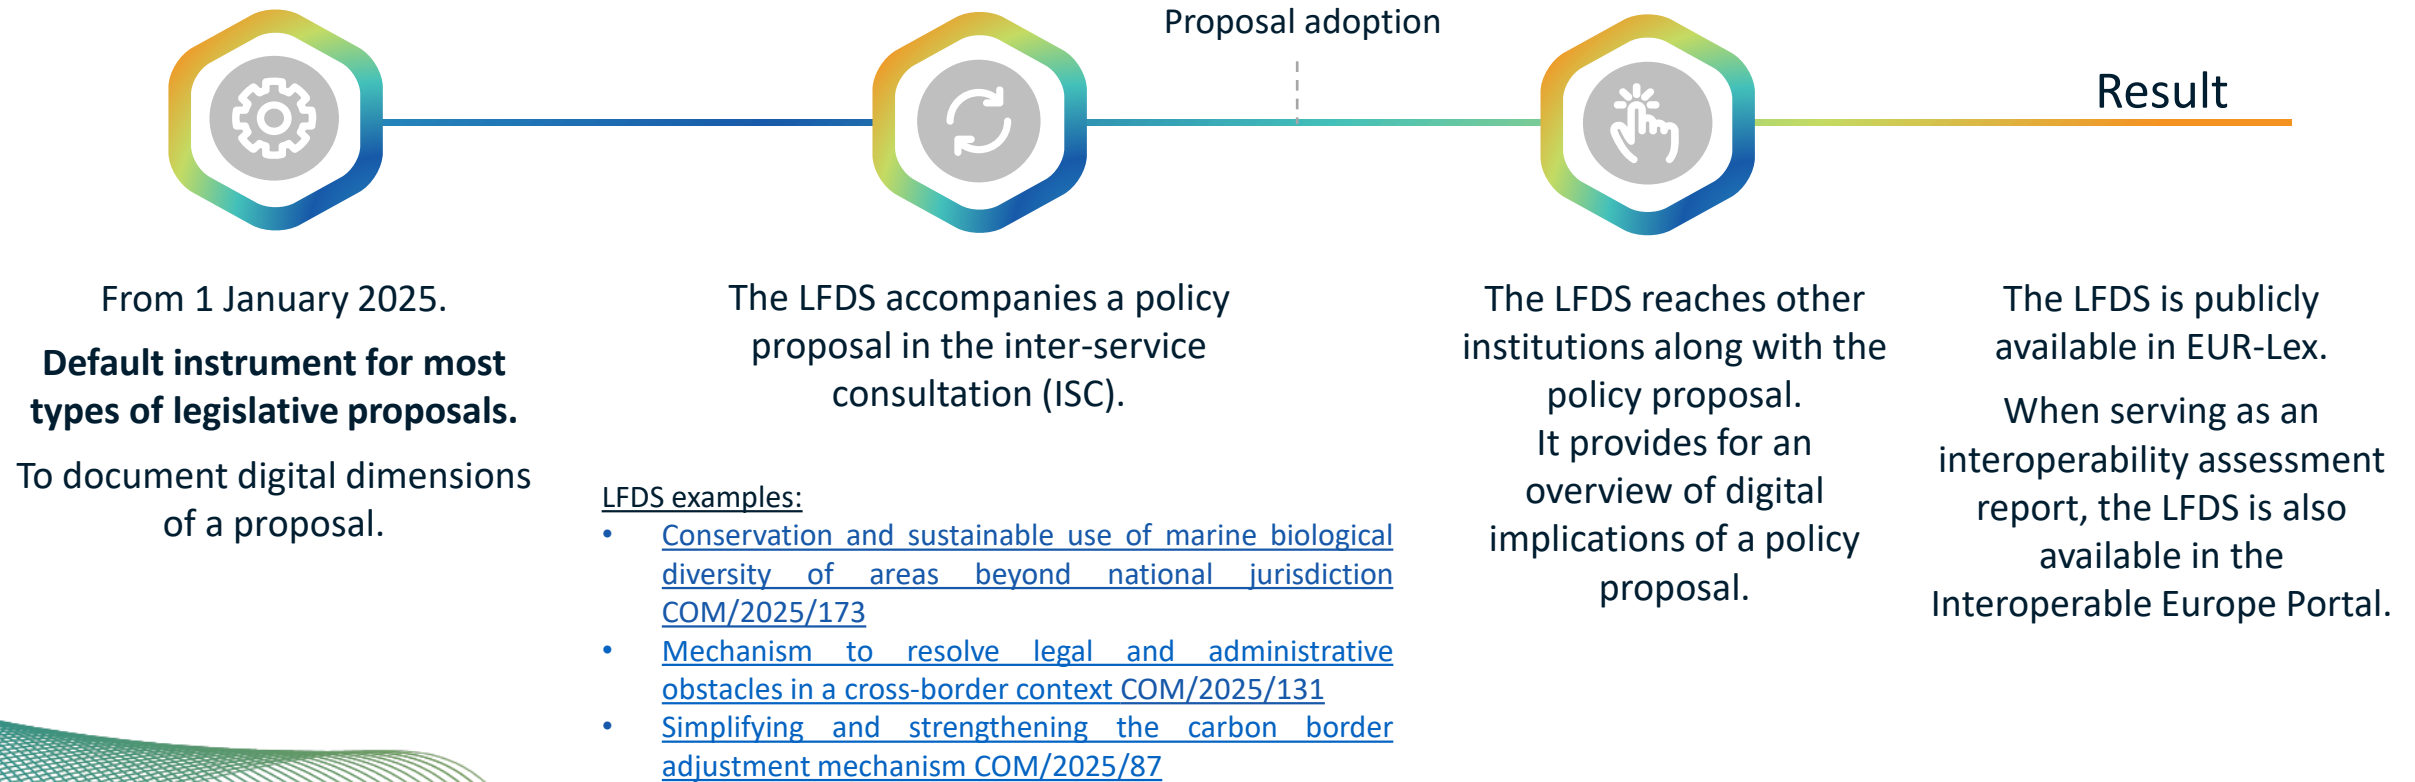 Proposal adoption
Result
From 1 January 2025.
Default instrument for most
types of legislative proposals.
To document digital dimensions
of a proposal.
The LFDS accompanies a policy
proposal in the inter-service
consultation (ISC).
LFDS examples:
• Conservation and sustainable use of marine biological
diversity of areas beyond national jurisdiction
COM/2025/173
• Mechanism to resolve legal and administrative
obstacles in a cross-border context COM/2025/131
• Simplifying and strengthening the carbon border
adjustment mechanism COM/2025/87
The LFDS reaches other
institutions along with the
policy proposal.
It provides for an
overview of digital
implications of a policy
proposal.
The LFDS is publicly
available in EUR-Lex.
When serving as an
interoperability assessment
report, the LFDS is also
available in the
Interoperable Europe Portal.